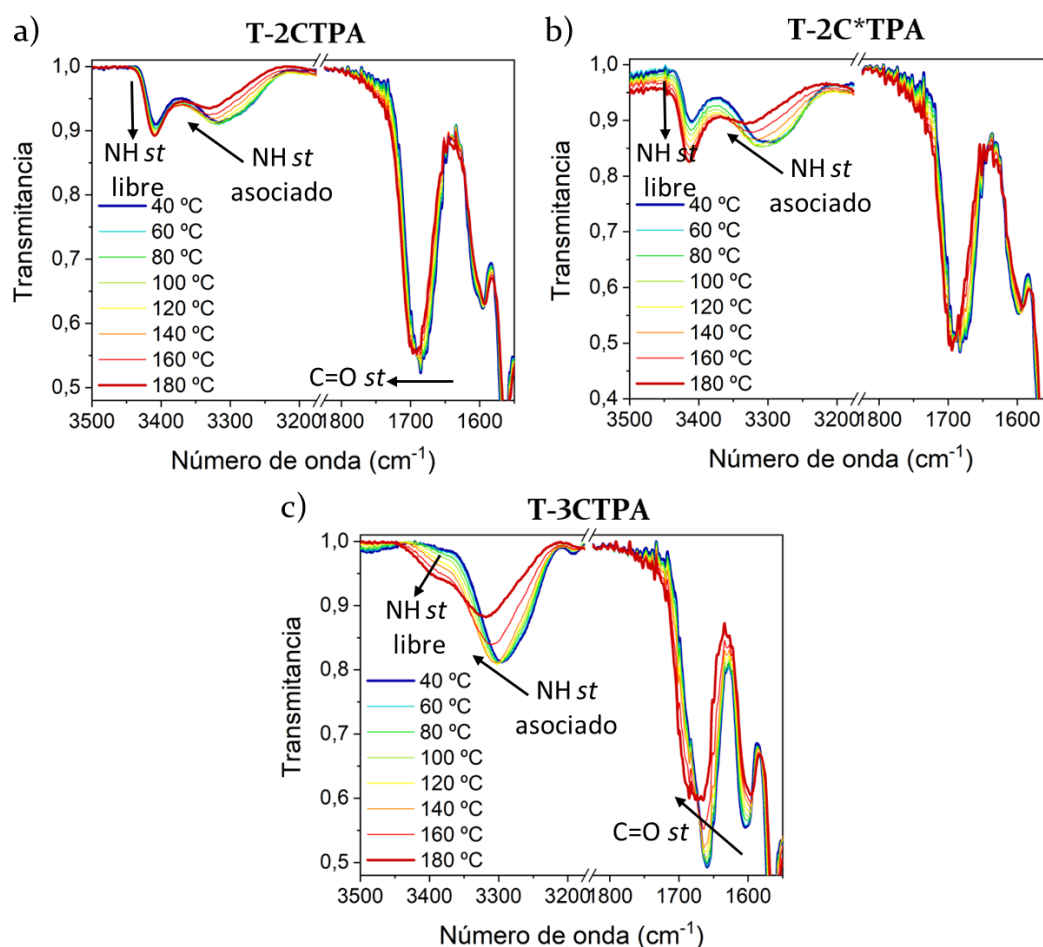 a)
T-2CTPA
1,0
0,9
0,8
0,7
0,6
0,5
Transmitancia
NH st
libre
NH st
asociado
40 ºC
60 ºC
80 ºC
100 ºC
120 ºC
140 ºC
160 ºC
180 ºC
C=O st
3500 3400 3300 3200 1800 1700 1600
Número de onda (cm-1)
b)
T-2C*TPA
1,0
0,9
0,8
0,7
0,6
0,5
0,4
Transmitancia
NH st
libre
NH st
asociado
40 ºC
60 ºC
80 ºC
100 ºC
120 ºC
140 ºC
160 ºC
180 ºC
3500 3400 3300 3200 1800 1700 1600
Número de onda (cm-1)
c)
T-3CTPA
1,0
0,9
0,8
0,7
0,6
0,5
Transmitancia
NH st
libre
NH st
asociado
40 ºC
60 ºC
80 ºC
100 ºC
120 ºC
140 ºC
160 ºC
180 ºC
C=O st
3500 3400 3300 3200 1700 1600
Número de onda (cm-1)